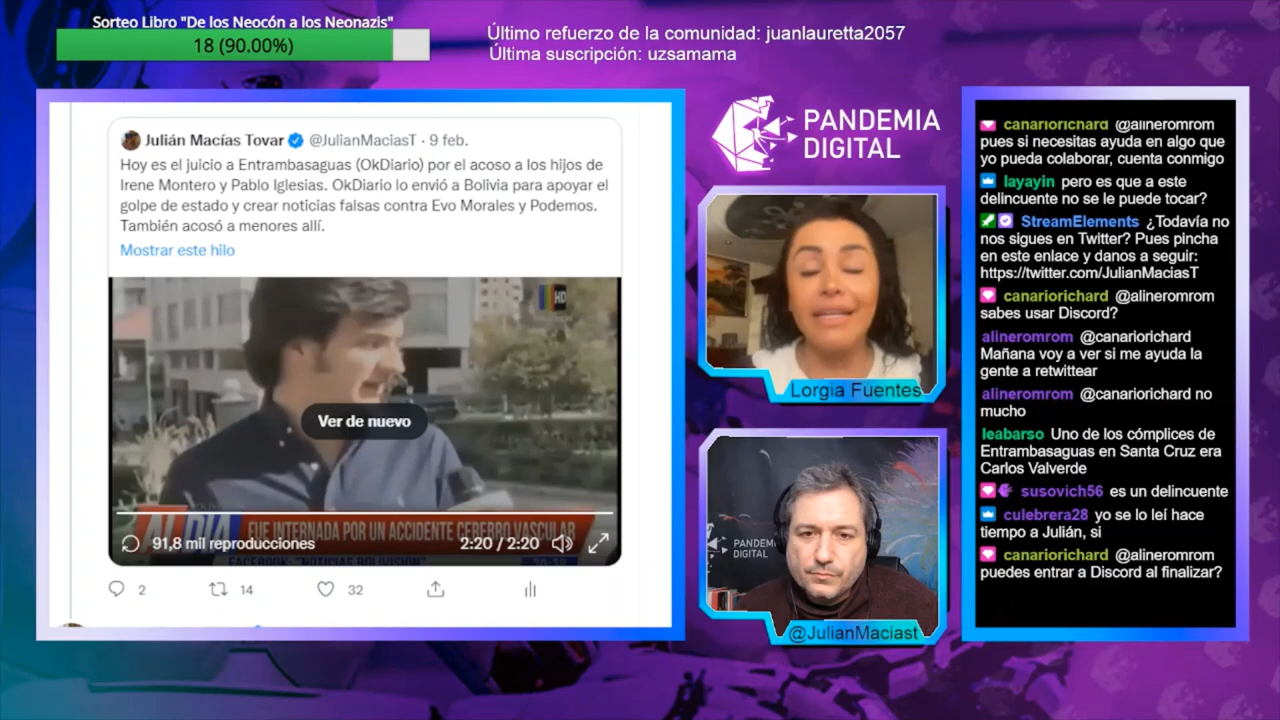 Sorteo Libro "De los Neocón a los Neonazis"
18 (90.00%)
Último refuerzo de la comunidad: juanlauretta2057
Última suscripción: uzsamama
Julián Macías Tovar @JulianMaciasT · 9 feb.
Hoy es el juicio a Entrambasaguas (OkDiario) por el acoso a los hijos de
Irene Montero y Pablo Iglesias. OkDiario lo envió a Bolivia para apoyar el
golpe de estado y crear noticias falsas contra Evo Morales y Podemos.
También acosó a menores allí.
Mostrar este hilo
HD
Ver de nuevo
AL DÍA
FUE INTERNADA POR UN ACCIDENTE CEREBRO VASCULAR
91,8 mil reproducciones
2:20 / 2:20
FACEBOOK: "NOTICIAS BOLIVISIÓN"
2
14
32
PANDEMIA
DIGITAL
Lorgia Fuentes
PANDEM
DIGITAL
@JulianMaciast
canariorichard @alineromrom
pues si necesitas ayuda en algo que
yo pueda colaborar, cuenta conmigo
layayin pero es que a este
delincuente no se le puede tocar?
StreamElements ¿Todavía no
nos sigues en Twitter? Pues pincha
en este enlace y danos a seguir:
https://twitter.com/JulianMaciasT
canariorichard @alineromrom
sabes usar Discord?
alineromrom @canariorichard
Mañana voy a ver si me ayuda la
gente a retwittear
alineromrom @canariorichard no
mucho
leabarso Uno de los cómplices de
Entrambasaguas en Santa Cruz era
Carlos Valverde
susovich56 es un delincuente
culebrera28 yo se lo leí hace
tiempo a Julián, si
canariorichard @alineromrom
puedes entrar a Discord al finalizar?